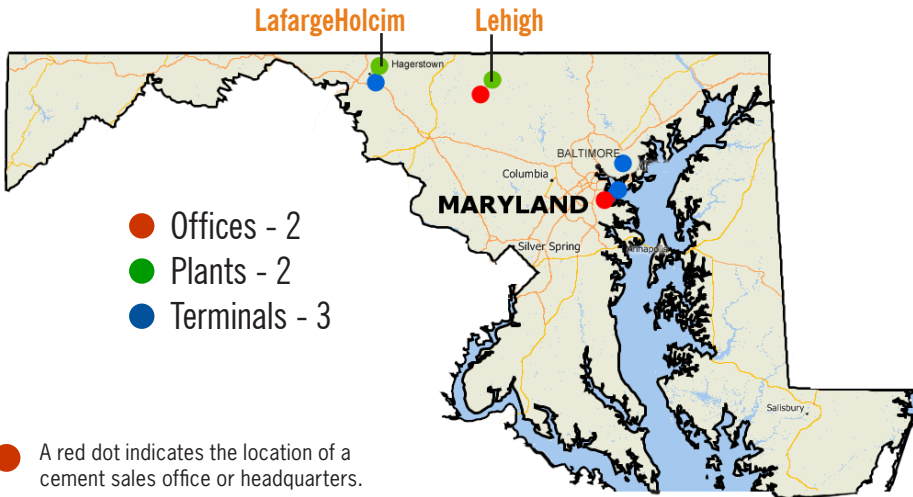 LafargeHolcim
Lehigh
Hagerstown
BALTIMORE
Columbia
MARYLAND
Silver Spring
Annapolis
Offices - 2
Plants - 2
Terminals - 3
Salisbury
A red dot indicates the location of a
cement sales office or headquarters.